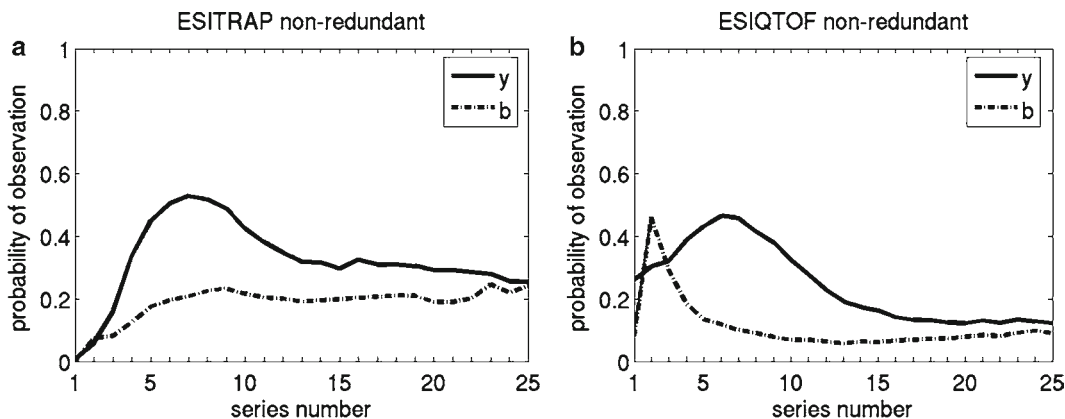 ESITRAP non-redundant
a
probability of observation
1
0.8
0.6
0.4
0.2
0
y
b
1 5 10 15 20 25
series number
ESIQTOF non-redundant
b
probability of observation
1
0.8
0.6
0.4
0.2
0
y
b
1 5 10 15 20 25
series number